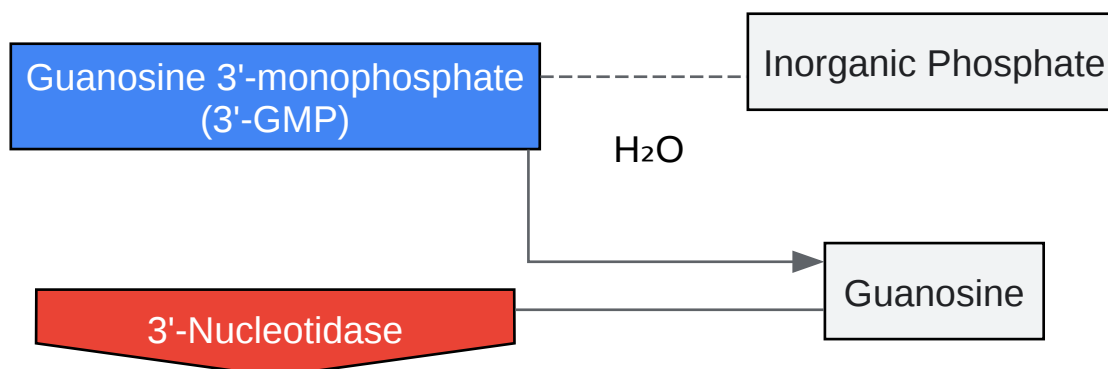 Guanosine 3'-monophosphate
(3'-GMP)
Inorganic Phosphate
H₂O
Guanosine
3'-Nucleotidase